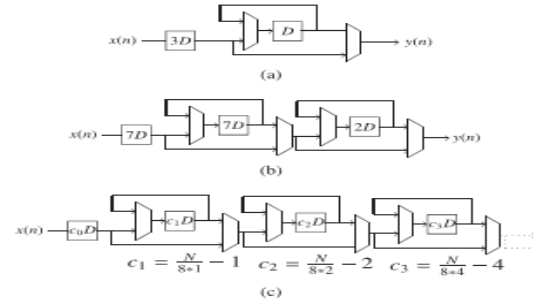 x(n) 3D D y(n)
(a)
x(n) 7D 7D 2D y(n)
(b)
x(n) c₀D c₁D c₂D c₃D
c₁ = N/8*1 − 1 c₂ = N/8*2 − 2 c₃ = N/8*4 − 4
(c)